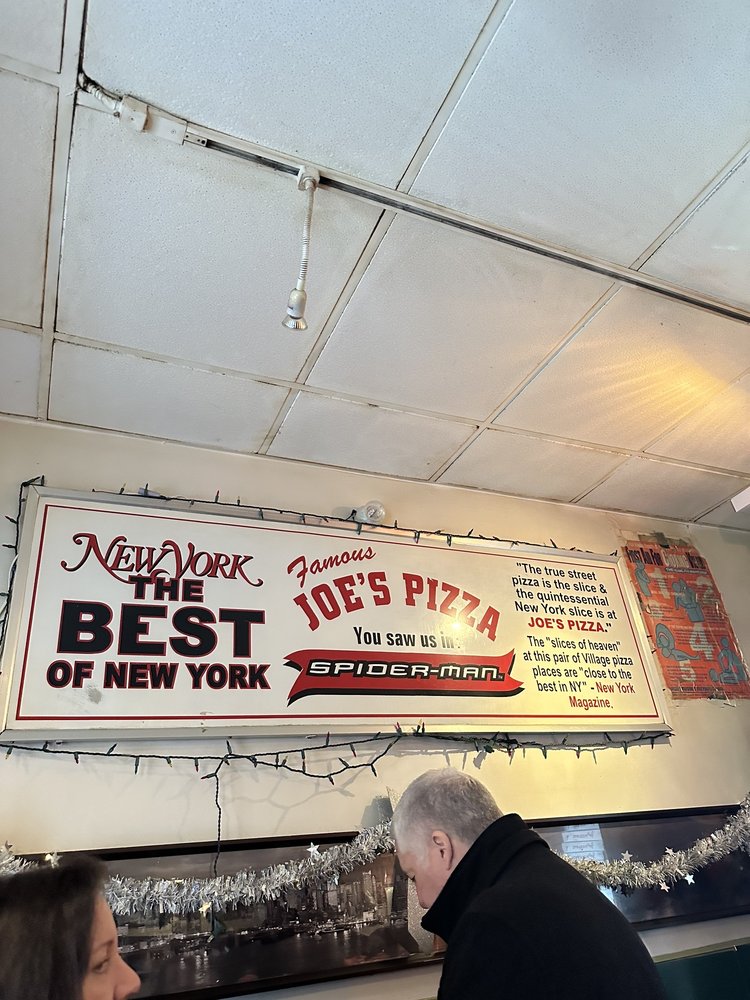 NEW YORK
THE
BEST
OF NEW YORK
Famous
JOE'S PIZZA
You saw us in:
SPIDER-MAN
"The true street
pizza is the slice &
the quintessential
New York slice is at
JOE'S PIZZA."
The "slices of heaven"
at this pair of Village pizza
places are "close to the
best in NY" - New York
Magazine.